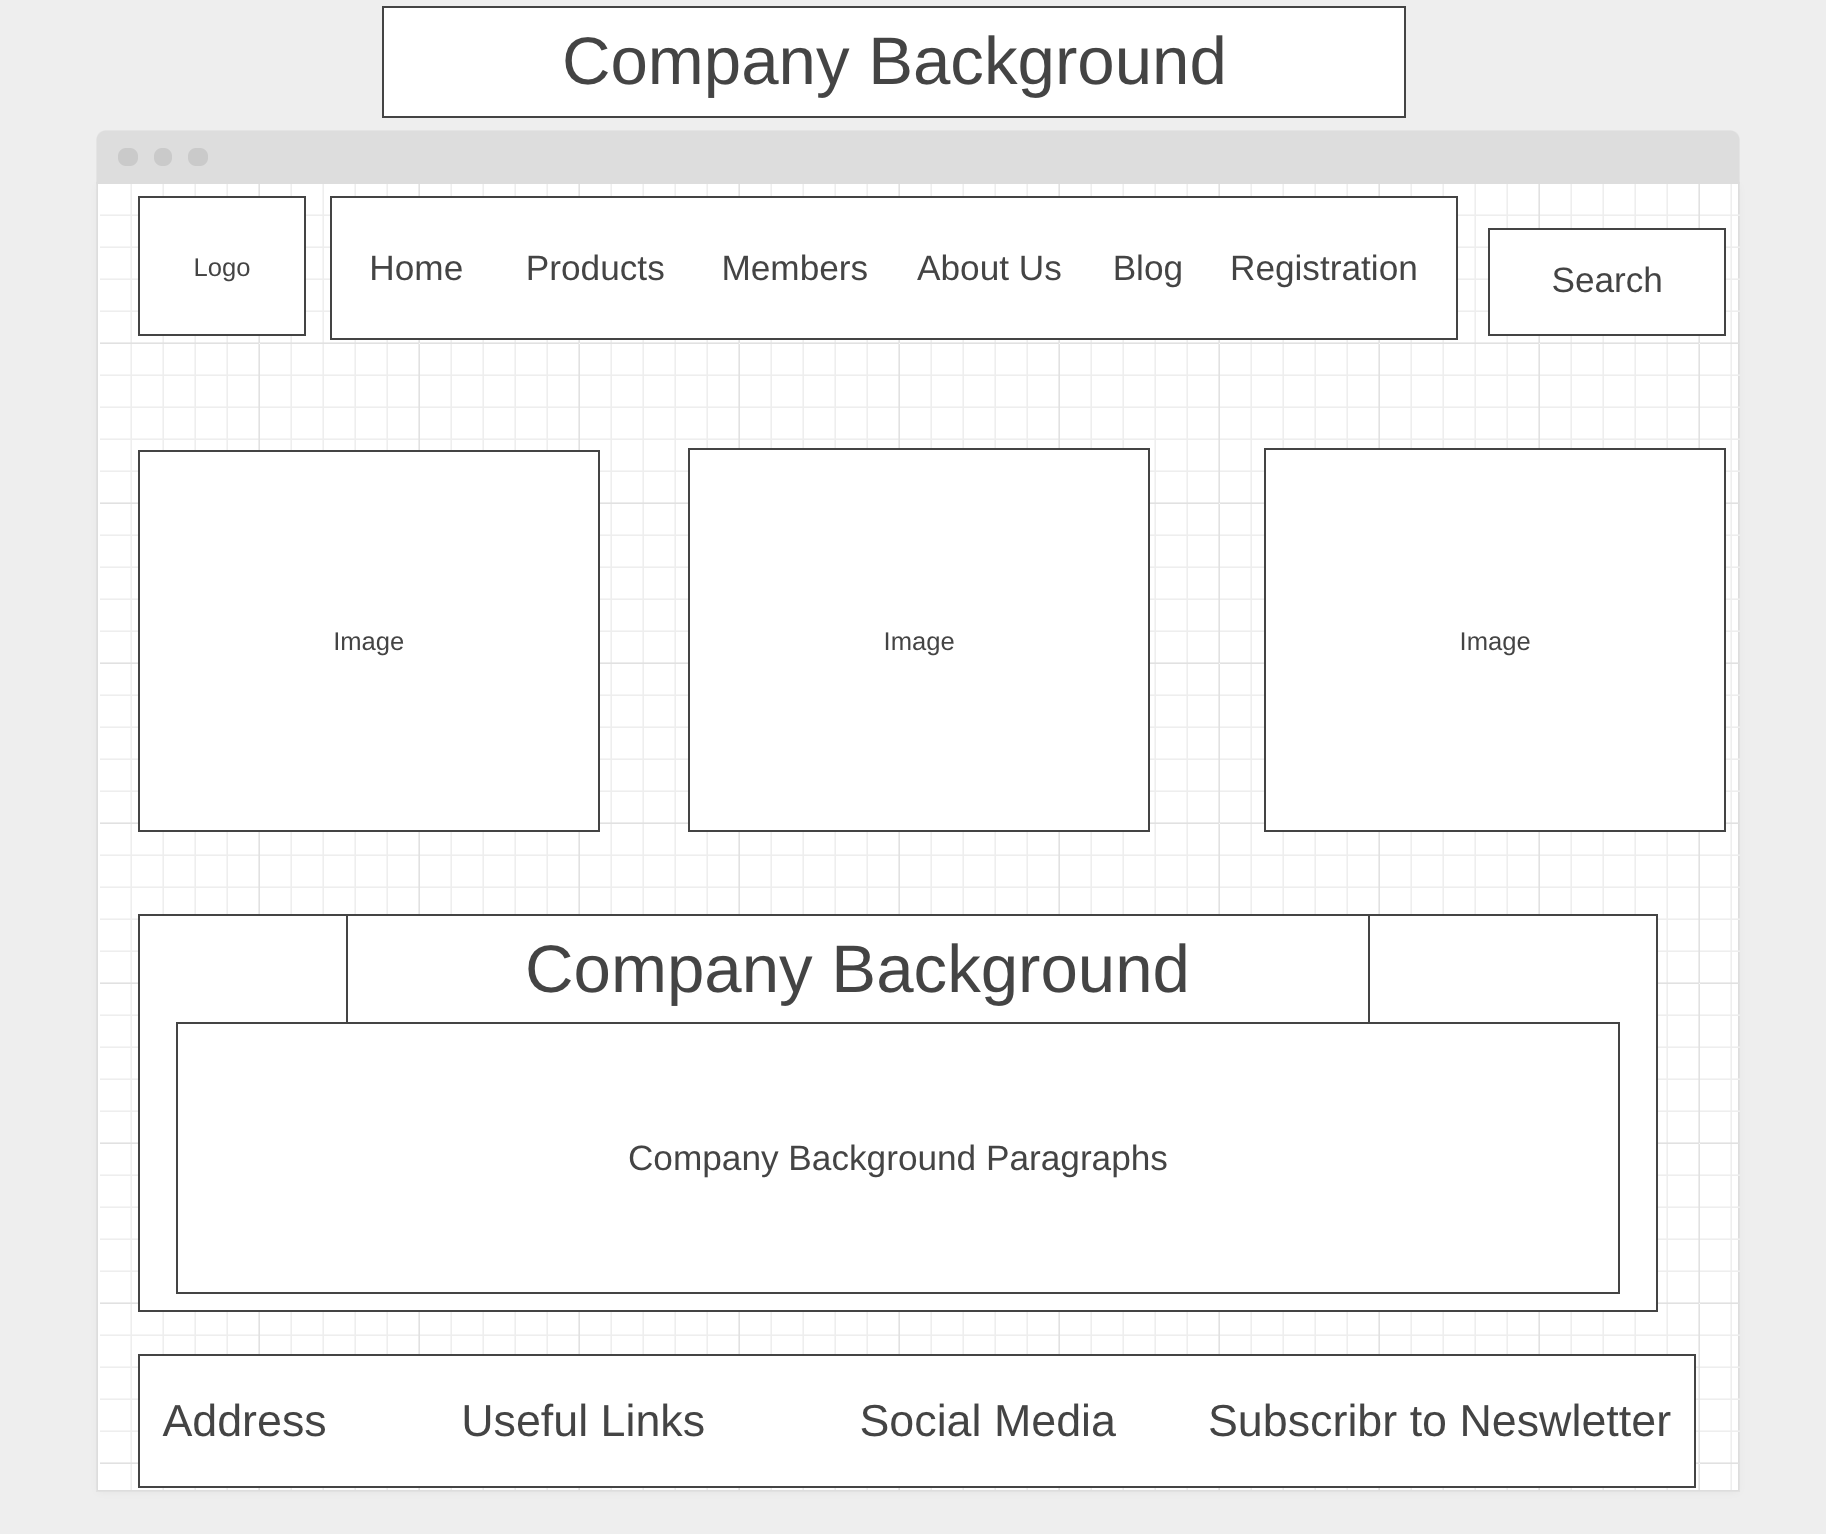 Company Background
Logo
Home Products Members About Us Blog Registration
Search
Image
Image
Image
Company Background
Company Background Paragraphs
Address Useful Links Social Media Subscribr to Neswletter